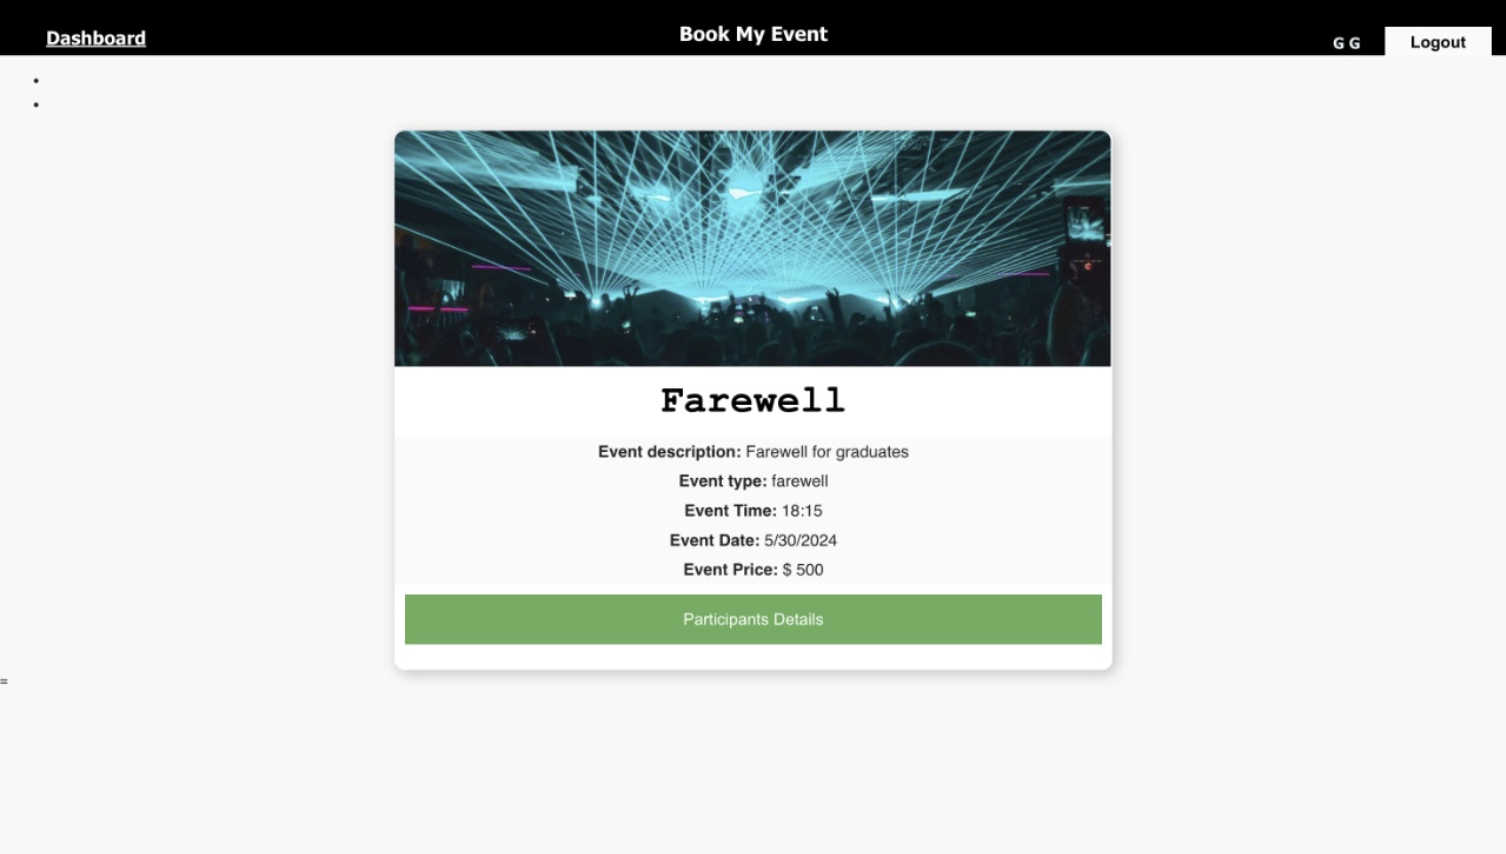 Dashboard
Book My Event
G G
Logout
•
•
Farewell
Event description: Farewell for graduates
Event type: farewell
Event Time: 18:15
Event Date: 5/30/2024
Event Price: $ 500
Participants Details
=